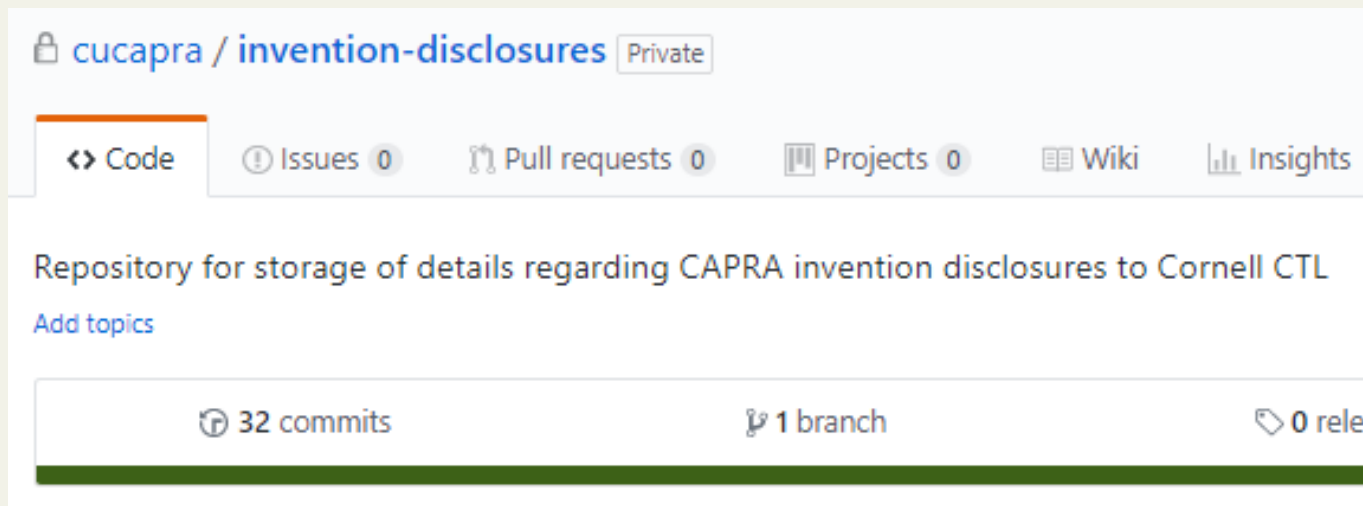 cucapra / invention-disclosures Private
Code Issues 0 Pull requests 0 Projects 0 Wiki Insights
Repository for storage of details regarding CAPRA invention disclosures to Cornell CTL
Add topics
32 commits 1 branch 0 rele